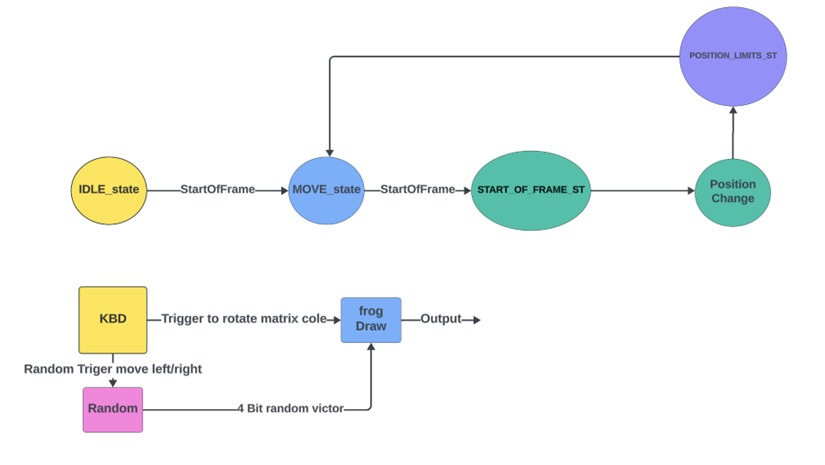 POSITION_LIMITS_ST
IDLE_state
StartOfFrame
MOVE_state
StartOfFrame
START_OF_FRAME_ST
Position
Change
KBD
Trigger to rotate matrix cole
frog
Draw
Output
Random Triger move left/right
Random
4 Bit random victor